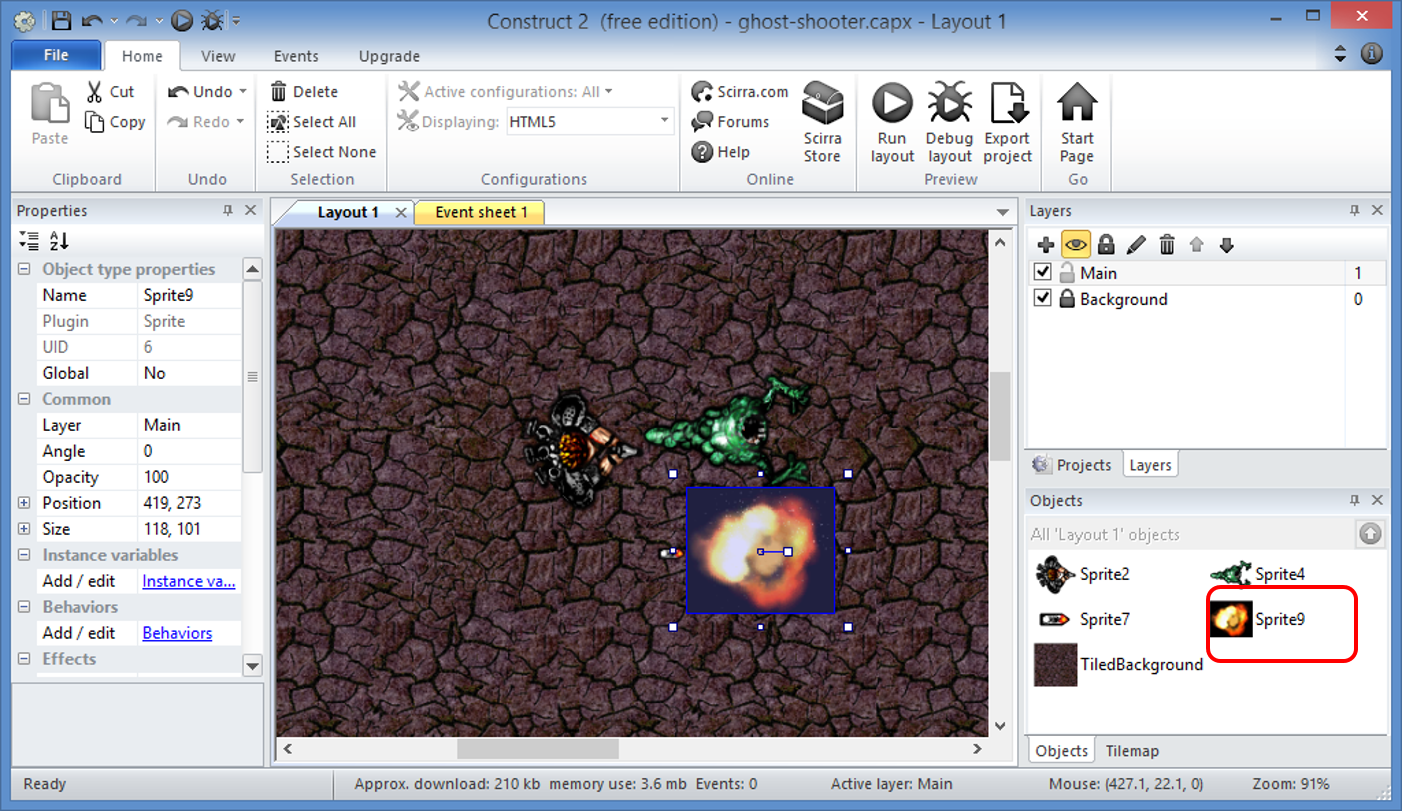 Construct 2  (free edition) - ghost-shooter.capx - Layout 1
File Home View Events Upgrade
Paste
Cut
Copy
Clipboard
Undo
Redo
Undo
Delete
Select All
Select None
Selection
Active configurations: All
Displaying: HTML5
Configurations
Scirra.com
Forums
Help
Scirra
Store
Online
Run
layout
Debug
layout
Export
project
Preview
Start
Page
Go
Properties
A
Z
Object type properties
Name Sprite9
Plugin Sprite
UID 6
Global No
Common
Layer Main
Angle 0
Opacity 100
Position 419, 273
Size 118, 101
Instance variables
Add / edit Instance va...
Behaviors
Add / edit Behaviors
Effects
Layout 1 Event sheet 1
Layers
Main 1
Background 0
Projects Layers
Objects
All 'Layout 1' objects
Sprite2 Sprite4
Sprite7 Sprite9
TiledBackground
Objects Tilemap
Ready Approx. download: 210 kb  memory use: 3.6 mb  Events: 0 Active layer: Main Mouse: (427.1, 22.1, 0) Zoom: 91%